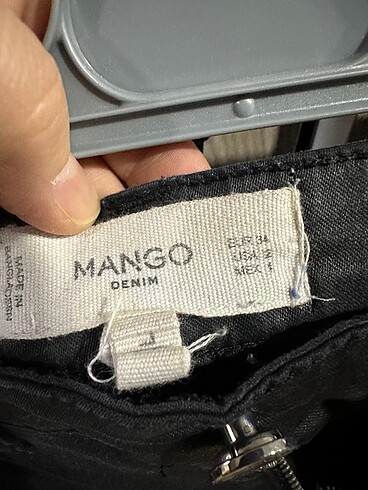 MANGO
DENIM
EUR 34
USA 2
MEX 1
MADE IN
BANGLADESH